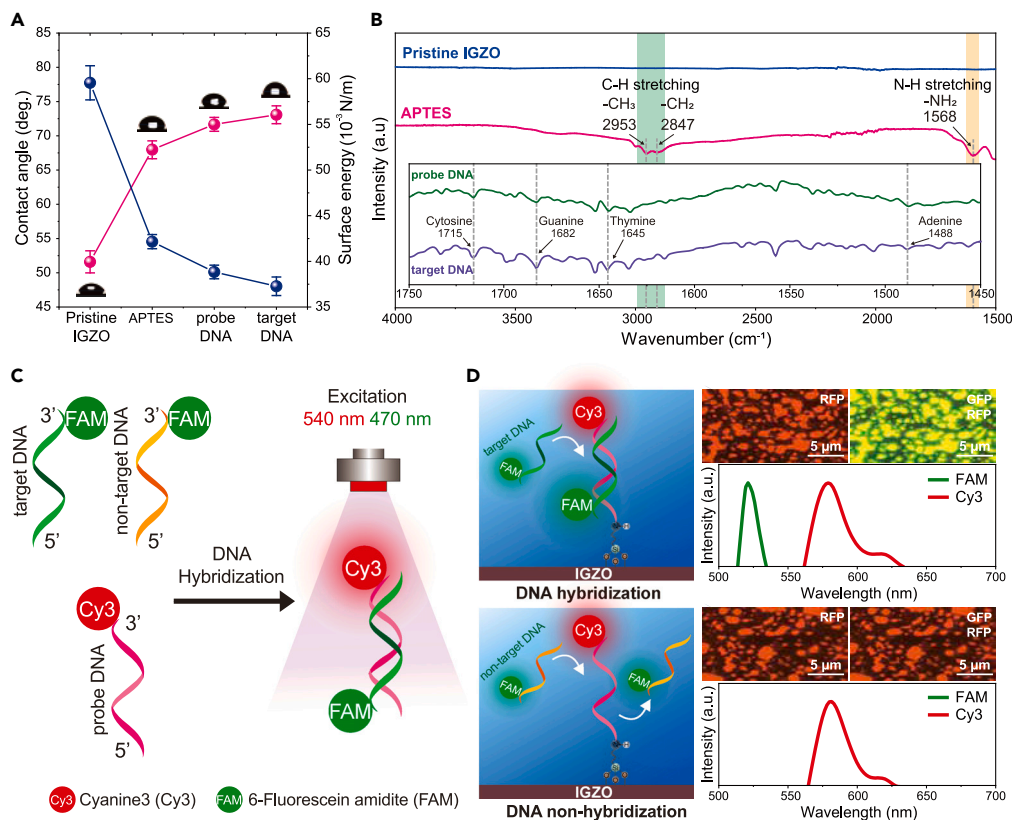 A
Contact angle (deg.)
85
80
75
70
65
60
55
50
45
65
60
55
50
45
40
35
Surface energy (10⁻³ N/m)
Pristine
IGZO
APTES
probe
DNA
target
DNA
B
Intensity (a.u)
Pristine IGZO
C-H stretching
-CH₃
2953
-CH₂
2847
N-H stretching
-NH₂
1568
APTES
probe DNA
Cytosine
1715
Guanine
1682
Thymine
1645
Adenine
1488
target DNA
1750
1700
1650
1600
1550
1500
1450
4000
3500
3000
2500
2000
1500
Wavenumber (cm⁻¹)
C
target DNA
3’
FAM
5’
non-target DNA
3’
FAM
5’
probe DNA
Cy3
3’
5’
DNA
Hybridization
Excitation
540 nm 470 nm
Cy3
FAM
Cy3 Cyanine3 (Cy3)
FAM 6-Fluorescein amidite (FAM)
D
Cy3
target DNA
FAM
FAM
IGZO
DNA hybridization
RFP
5 μm
GFP
RFP
5 μm
Intensity (a.u.)
FAM
Cy3
500
550
600
650
700
Wavelength (nm)
Cy3
non-target DNA
FAM
FAM
IGZO
DNA non-hybridization
RFP
5 μm
GFP
RFP
5 μm
Intensity (a.u.)
FAM
Cy3
500
550
600
650
700
Wavelength (nm)